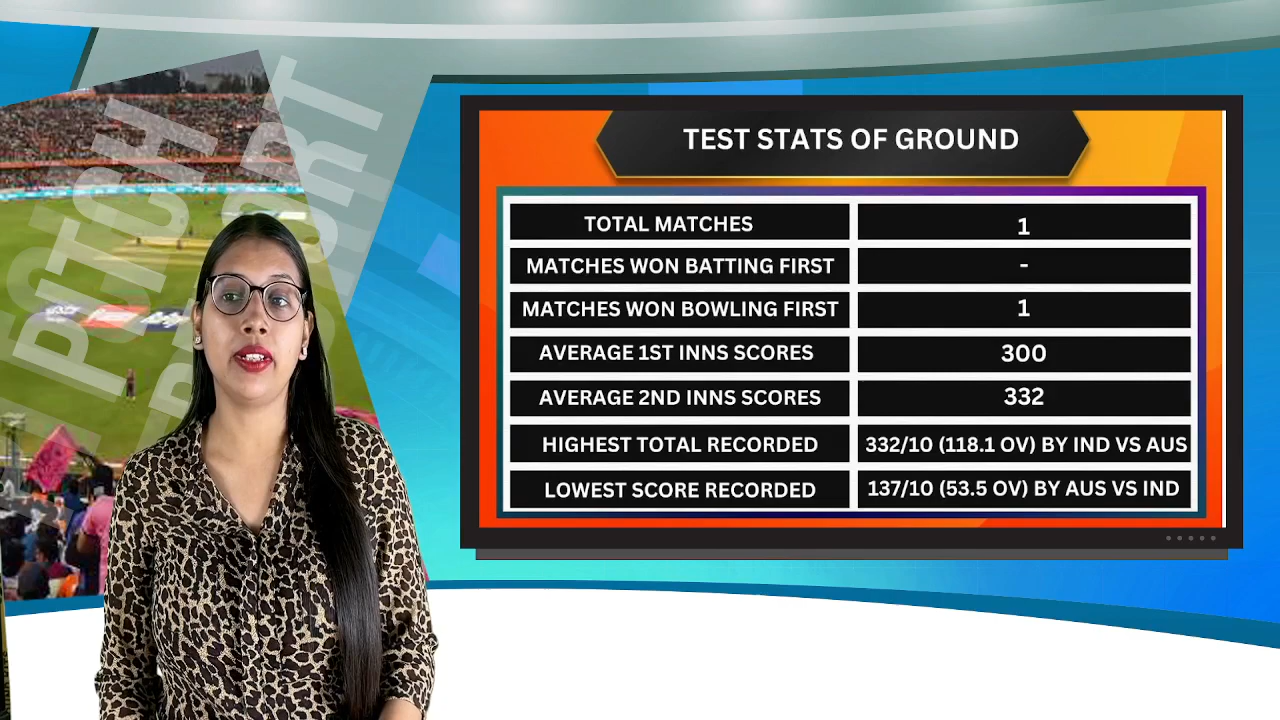 PITCH
REPORT
TEST STATS OF GROUND
TOTAL MATCHES 1
MATCHES WON BATTING FIRST -
MATCHES WON BOWLING FIRST 1
AVERAGE 1ST INNS SCORES 300
AVERAGE 2ND INNS SCORES 332
HIGHEST TOTAL RECORDED 332/10 (118.1 OV) BY IND VS AUS
LOWEST SCORE RECORDED 137/10 (53.5 OV) BY AUS VS IND